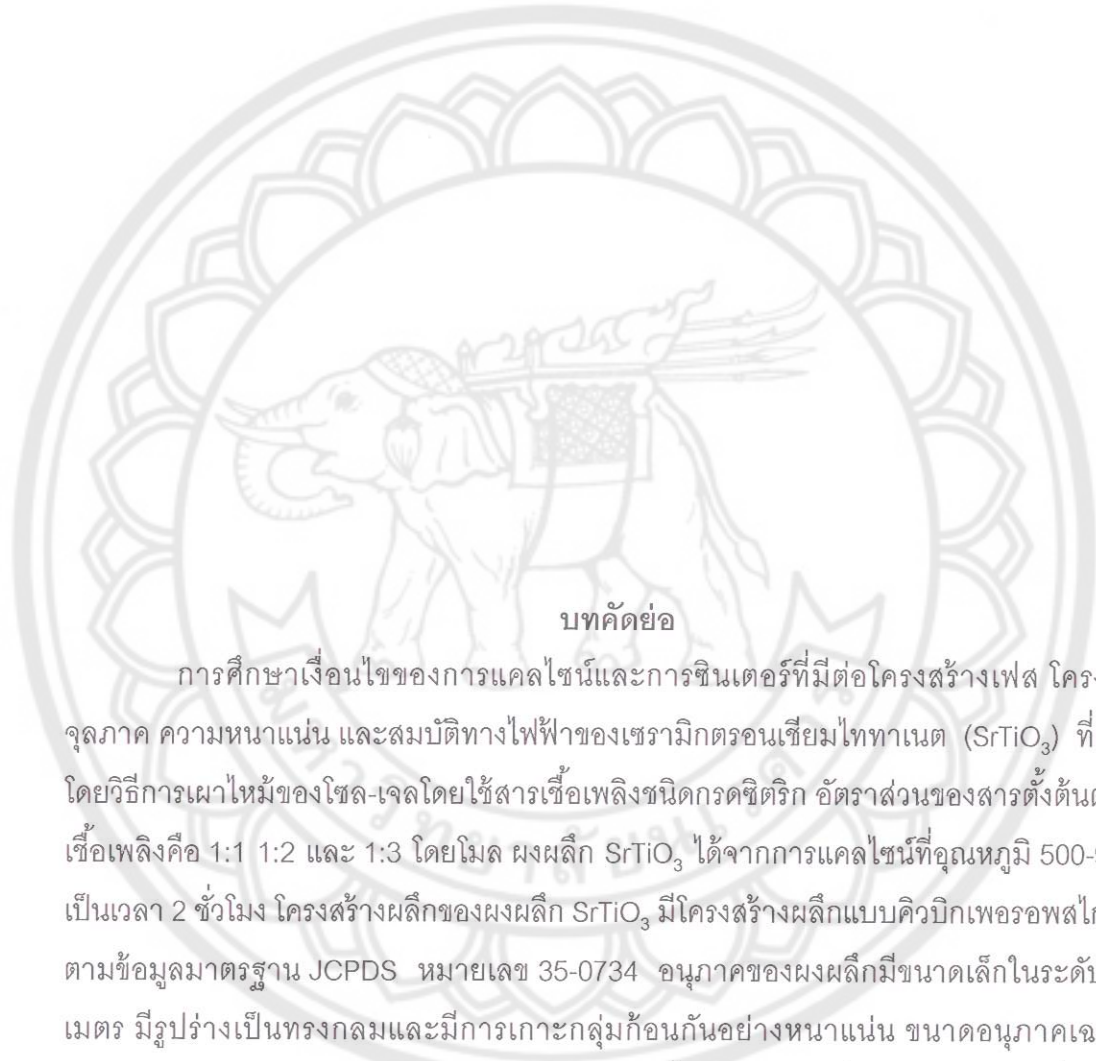 บทคัดย่อ
การศึกษาเงื่อนไขของการแคลไซน์และการซินเตอร์ที่มีต่อโครงสร้างเฟส โครง
จุลภาค ความหนาแน่น และสมบัติทางไฟฟ้าของเซรามิกตรอนเชียมไททาเนต (SrTiO₃) ที่
โดยวิธีการเผาไหม้ของโซล-เจลโดยใช้สารเชื้อเพลิงชนิดกรดซิตริก อัตราส่วนของสารตั้งต้น
เชื้อเพลิงคือ 1:1 1:2 และ 1:3 โดยโมล ผงผลึก SrTiO₃ ได้จากการแคลไซน์ที่อุณหภูมิ 500-
เป็นเวลา 2 ชั่วโมง โครงสร้างผลึกของผงผลึก SrTiO₃ มีโครงสร้างผลึกแบบคิวบิกเพอรอพสไก
ตามข้อมูลมาตรฐาน JCPDS หมายเลข 35-0734 อนุภาคของผงผลึกมีขนาดเล็กในระดับ
เมตร มีรูปร่างเป็นทรงกลมและมีการเกาะกลุ่มก้อนกันอย่างหนาแน่น ขนาดอนุภาคเฉ